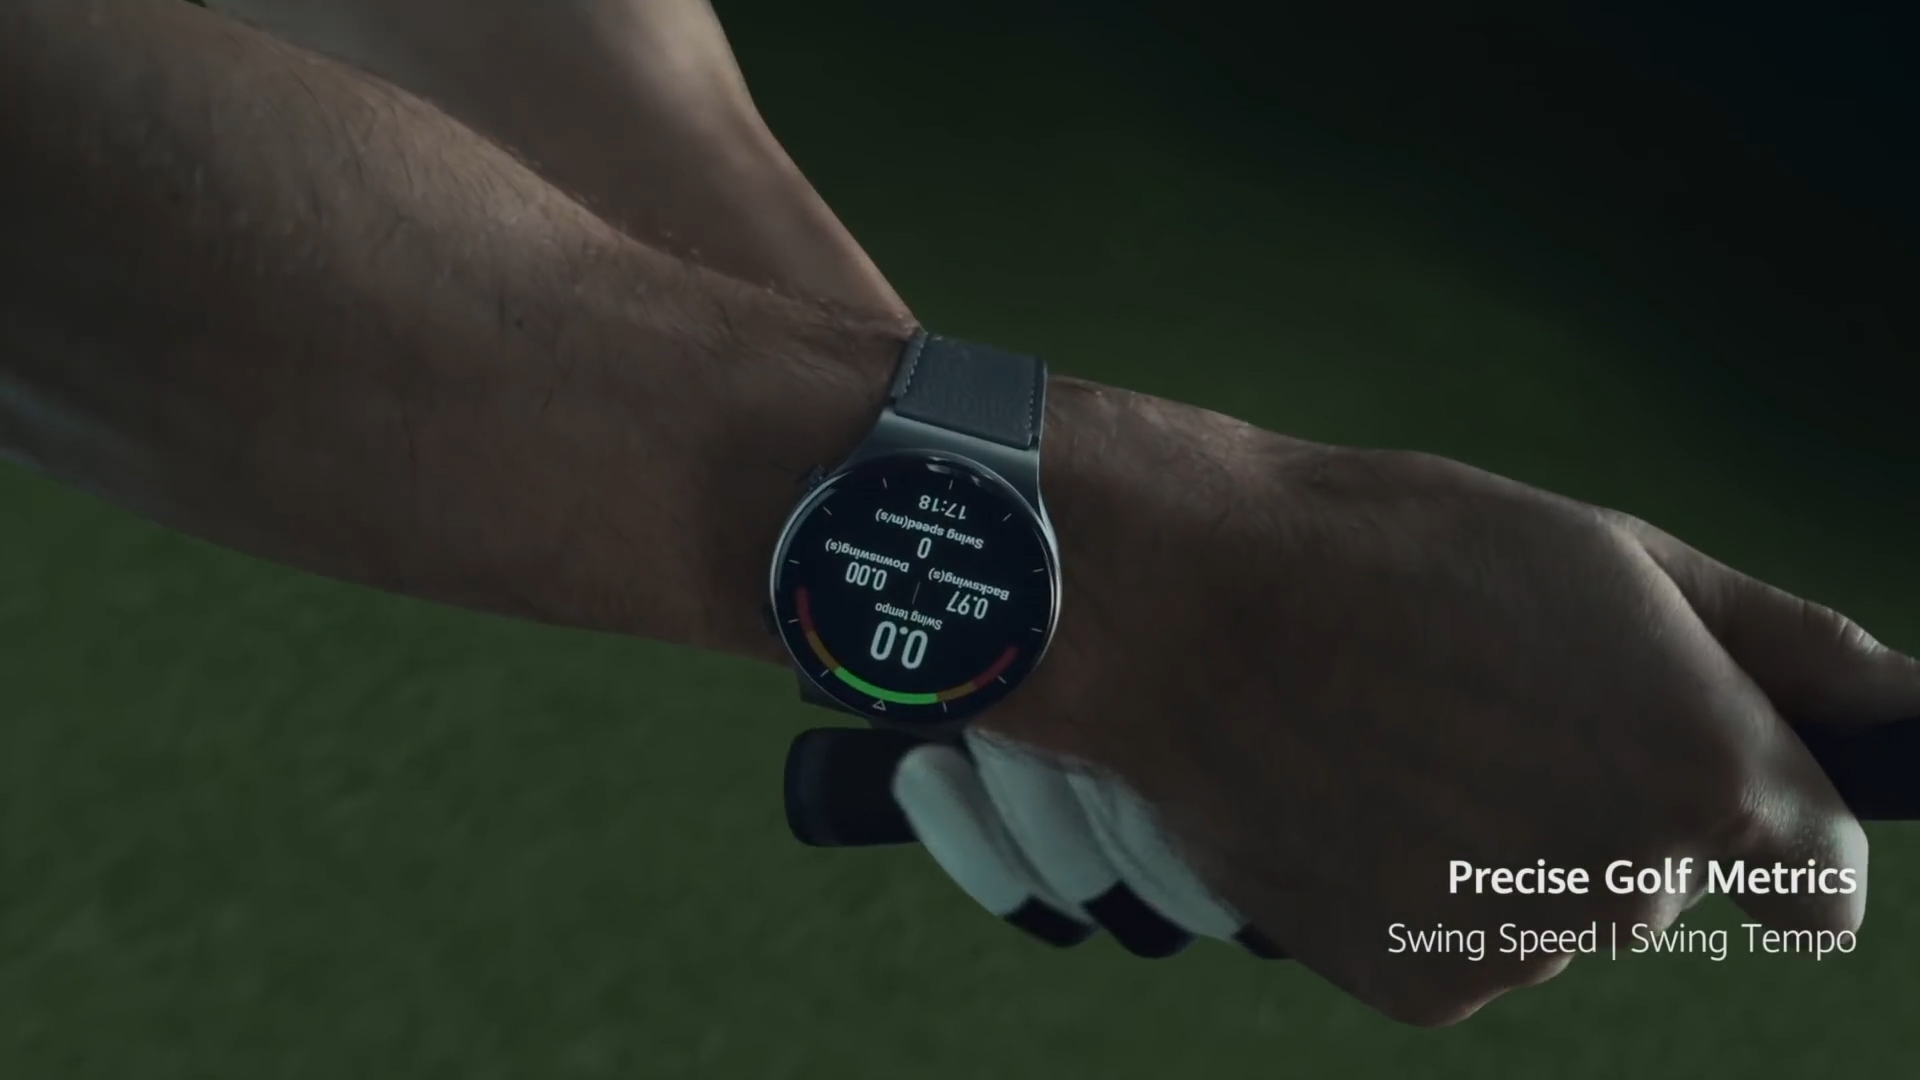 17:18
Swing speed(m/s)
0
Downswing(s)
0.00
Backswing(s)
0.97
Swing tempo
0.0
Precise Golf Metrics
Swing Speed | Swing Tempo